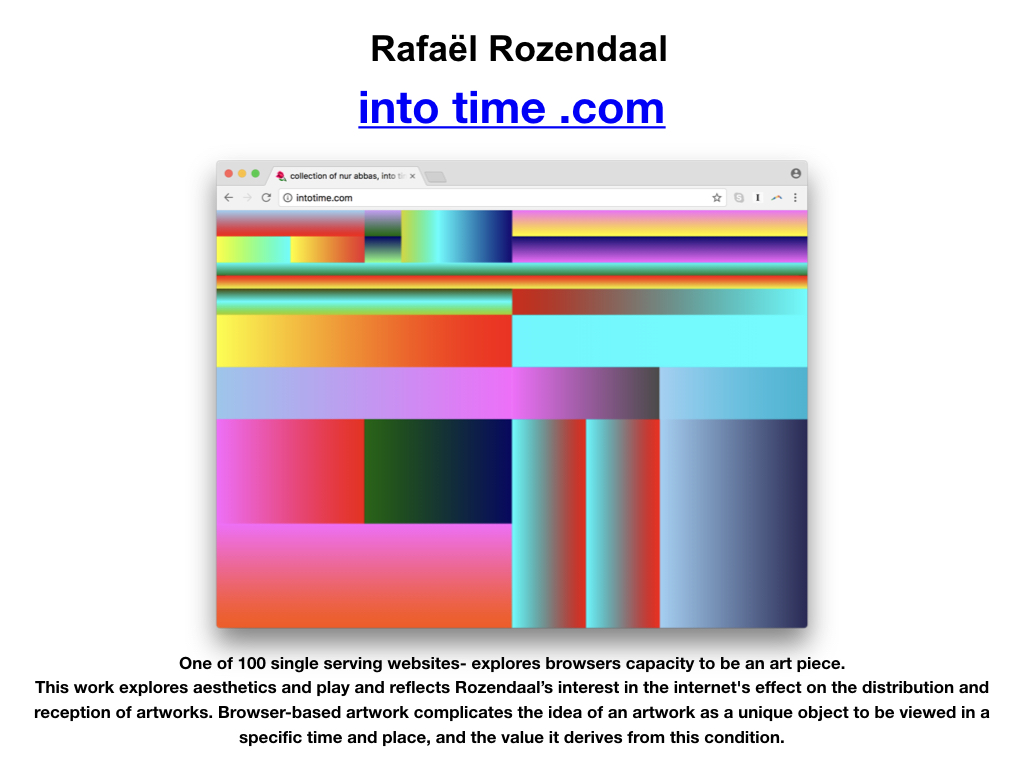 Rafaël Rozendaal
into time .com
collection of nur abbas, into ti
intotime.com
One of 100 single serving websites- explores browsers capacity to be an art piece.
This work explores aesthetics and play and reflects Rozendaal’s interest in the internet's effect on the distribution and
reception of artworks. Browser-based artwork complicates the idea of an artwork as a unique object to be viewed in a
specific time and place, and the value it derives from this condition.